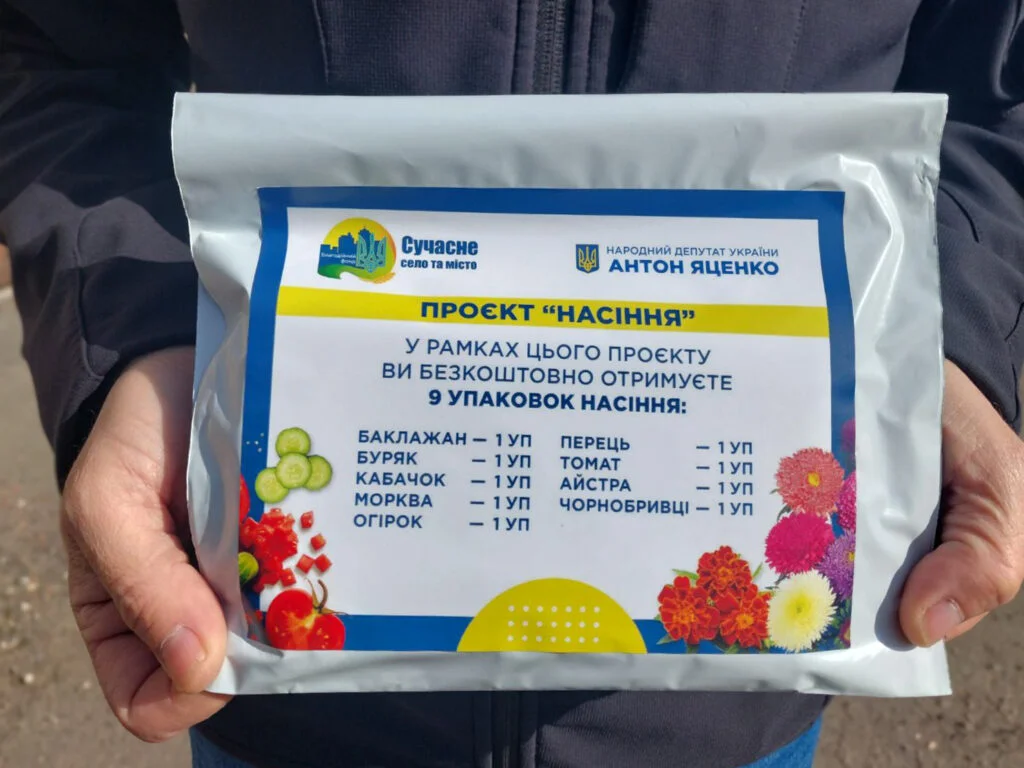 Благодійний
фонд
Сучасне
село та місто
НАРОДНИЙ ДЕПУТАТ УКРАЇНИ
АНТОН ЯЦЕНКО
ПРОЄКТ "НАСІННЯ"
У РАМКАХ ЦЬОГО ПРОЄКТУ
ВИ БЕЗКОШТОВНО ОТРИМУЄТЕ
9 УПАКОВОК НАСІННЯ:
БАКЛАЖАН — 1 УП
БУРЯК — 1 УП
КАБАЧОК — 1 УП
МОРКВА — 1 УП
ОГІРОК — 1 УП
ПЕРЕЦЬ — 1 УП
ТОМАТ — 1 УП
АЙСТРА — 1 УП
ЧОРНОБРИВЦІ — 1 УП